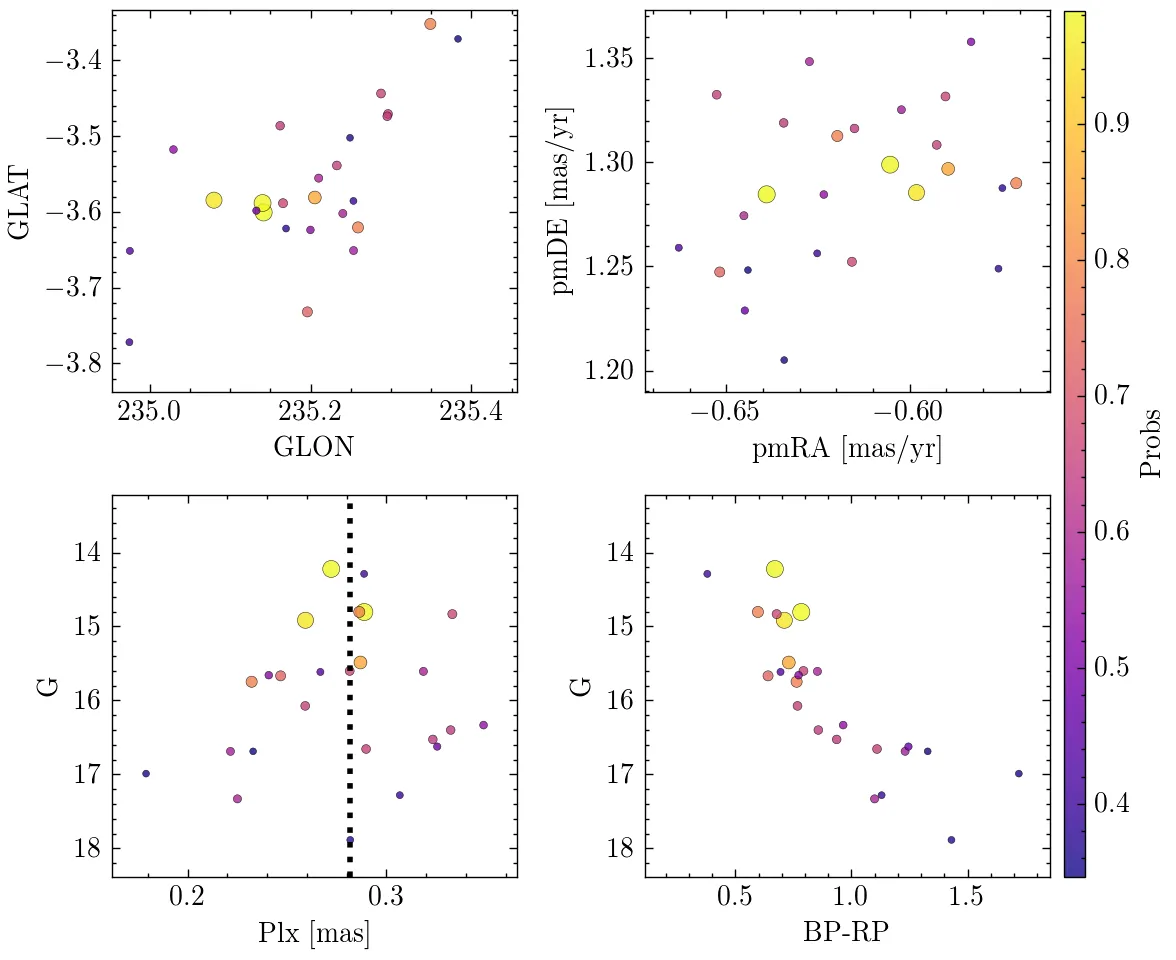 −3.4
−3.5
−3.6
−3.7
−3.8
GLAT
235.0 235.2 235.4
GLON
1.35
1.30
1.25
1.20
pmDE [mas/yr]
−0.65 −0.60
pmRA [mas/yr]
14
15
16
17
18
G
0.2 0.3
Plx [mas]
14
15
16
17
18
G
0.5 1.0 1.5
BP-RP
0.9
0.8
0.7
0.6
0.5
0.4
Probs